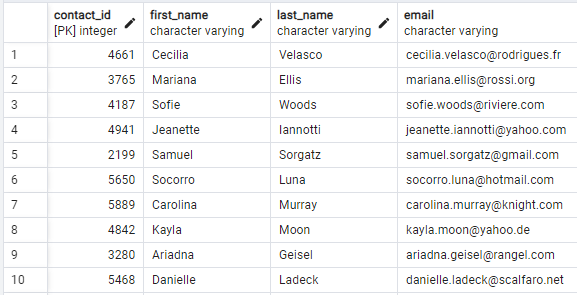 contact_id first_name last_name email
[PK] integer character varying character varying character varying
1 4661 Cecilia Velasco cecilia.velasco@rodrigues.fr
2 3765 Mariana Ellis mariana.ellis@rossi.org
3 4187 Sofie Woods sofie.woods@riviere.com
4 4941 Jeanette Iannotti jeanette.iannotti@yahoo.com
5 2199 Samuel Sorgatz samuel.sorgatz@gmail.com
6 5650 Socorro Luna socorro.luna@hotmail.com
7 5889 Carolina Murray carolina.murray@knight.com
8 4842 Kayla Moon kayla.moon@yahoo.de
9 3280 Ariadna Geisel ariadna.geisel@rangel.com
10 5468 Danielle Ladeck danielle.ladeck@scalfaro.net